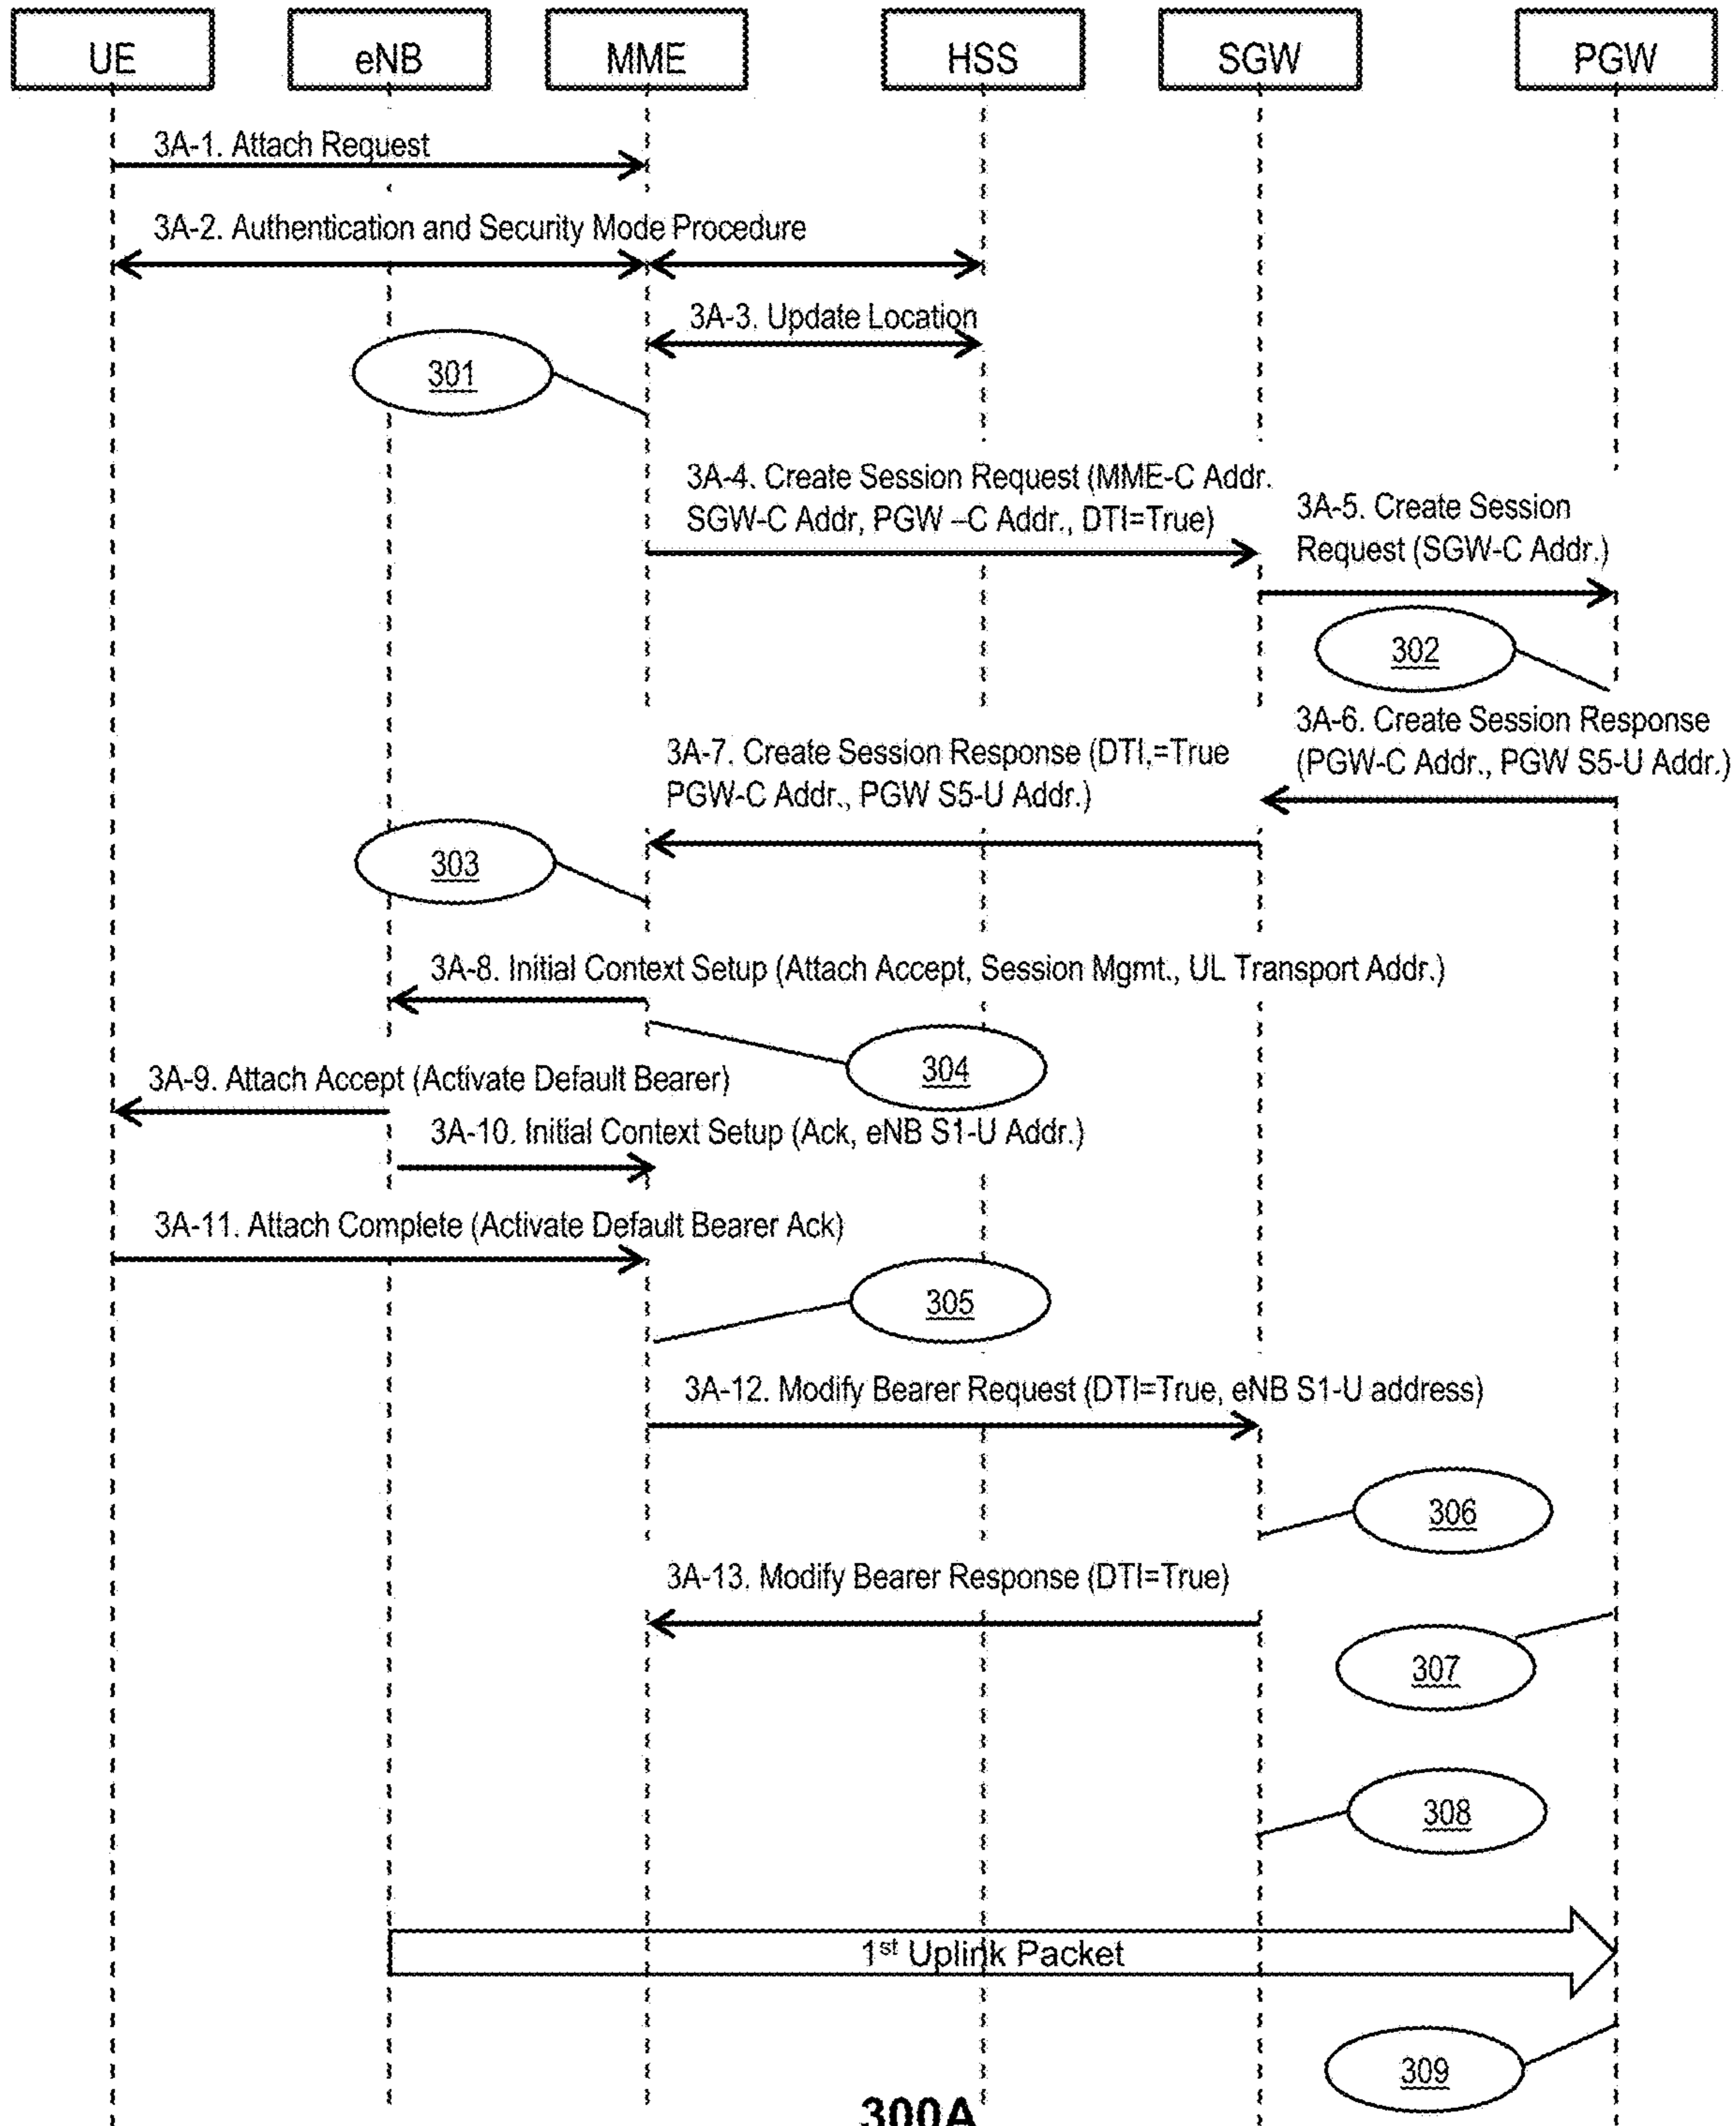 UE eNB MME HSS SGW PGW
3A-1. Attach Request
3A-2. Authentication and Security Mode Procedure
3A-3. Update Location
301
3A-4. Create Session Request (MME-C Addr.
SGW-C Addr, PGW –C Addr., DTI=True)
3A-5. Create Session
Request (SGW-C Addr.)
302
3A-6. Create Session Response
(PGW-C Addr., PGW S5-U Addr.)
3A-7. Create Session Response (DTI,=True
PGW-C Addr., PGW S5-U Addr.)
303
3A-8. Initial Context Setup (Attach Accept, Session Mgmt., UL Transport Addr.)
304
3A-9. Attach Accept (Activate Default Bearer)
3A-10. Initial Context Setup (Ack, eNB S1-U Addr.)
3A-11. Attach Complete (Activate Default Bearer Ack)
305
3A-12. Modify Bearer Request (DTI=True, eNB S1-U address)
306
3A-13. Modify Bearer Response (DTI=True)
307
308
1st Uplink Packet
309
300A